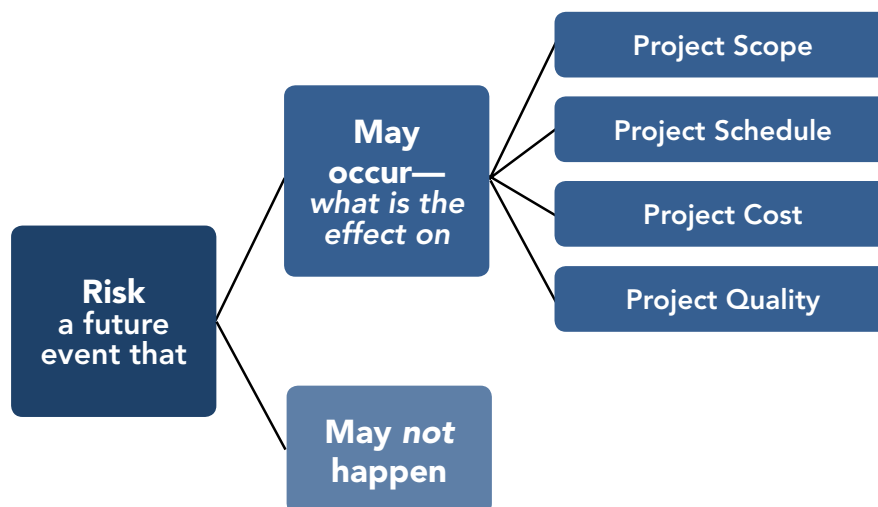 Risk
a future
event that
May
occur—
what is the
effect on
Project Scope
Project Schedule
Project Cost
Project Quality
May not
happen